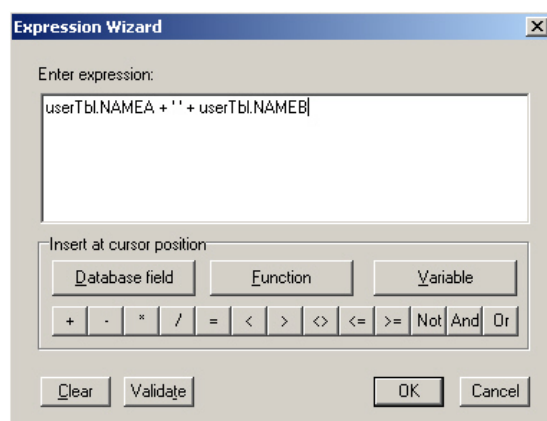 Expression Wizard
Enter expression:
userTbl.NAMEA + ' ' + userTbl.NAMEB
Insert at cursor position
Database field Function Variable
+ - * / = < > <> <= >= Not And Or
Clear Validate OK Cancel